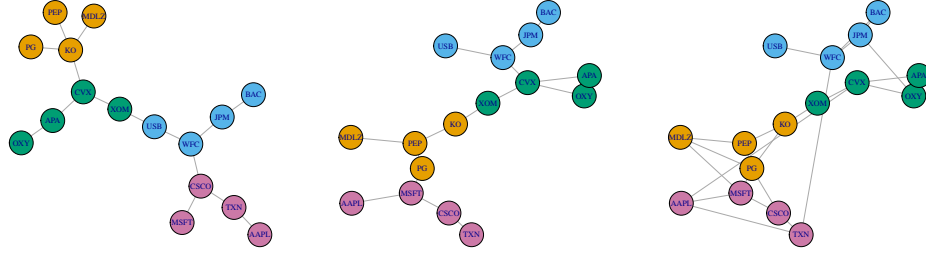 PEP
MDLZ
PG
KO
CVX
APA
XOM
OXY
USB
WFC
JPM
BAC
CSCO
MSFT
TXN
AAPL
BAC
JPM
USB
WFC
CVX
APA
OXY
XOM
KO
MDLZ
PEP
PG
MSFT
AAPL
CSCO
TXN
BAC
JPM
USB
WFC
CVX
APA
OXY
XOM
KO
MDLZ
PEP
PG
MSFT
AAPL
CSCO
TXN